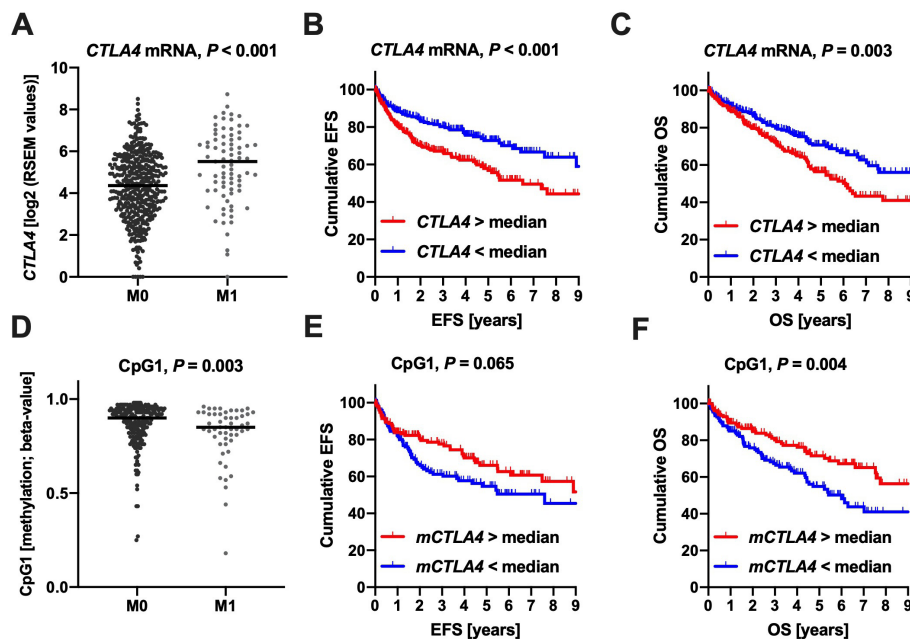 A
CTLA4 mRNA, P < 0.001
CTLA4 [log2 (RSEM values)]
10
8
6
4
2
0
M0 M1
B
CTLA4 mRNA, P < 0.001
Cumulative EFS
100
80
60
40
20
0
CTLA4 > median
CTLA4 < median
0 1 2 3 4 5 6 7 8 9
EFS [years]
C
CTLA4 mRNA, P = 0.003
Cumulative OS
100
80
60
40
20
0
CTLA4 > median
CTLA4 < median
0 1 2 3 4 5 6 7 8 9
OS [years]
D
CpG1, P = 0.003
CpG1 [methylation; beta-value]
1.0
0.5
0.0
M0 M1
E
CpG1, P = 0.065
Cumulative EFS
100
80
60
40
20
0
mCTLA4 > median
mCTLA4 < median
0 1 2 3 4 5 6 7 8 9
EFS [years]
F
CpG1, P = 0.004
Cumulative OS
100
80
60
40
20
0
mCTLA4 > median
mCTLA4 < median
0 1 2 3 4 5 6 7 8 9
OS [years]